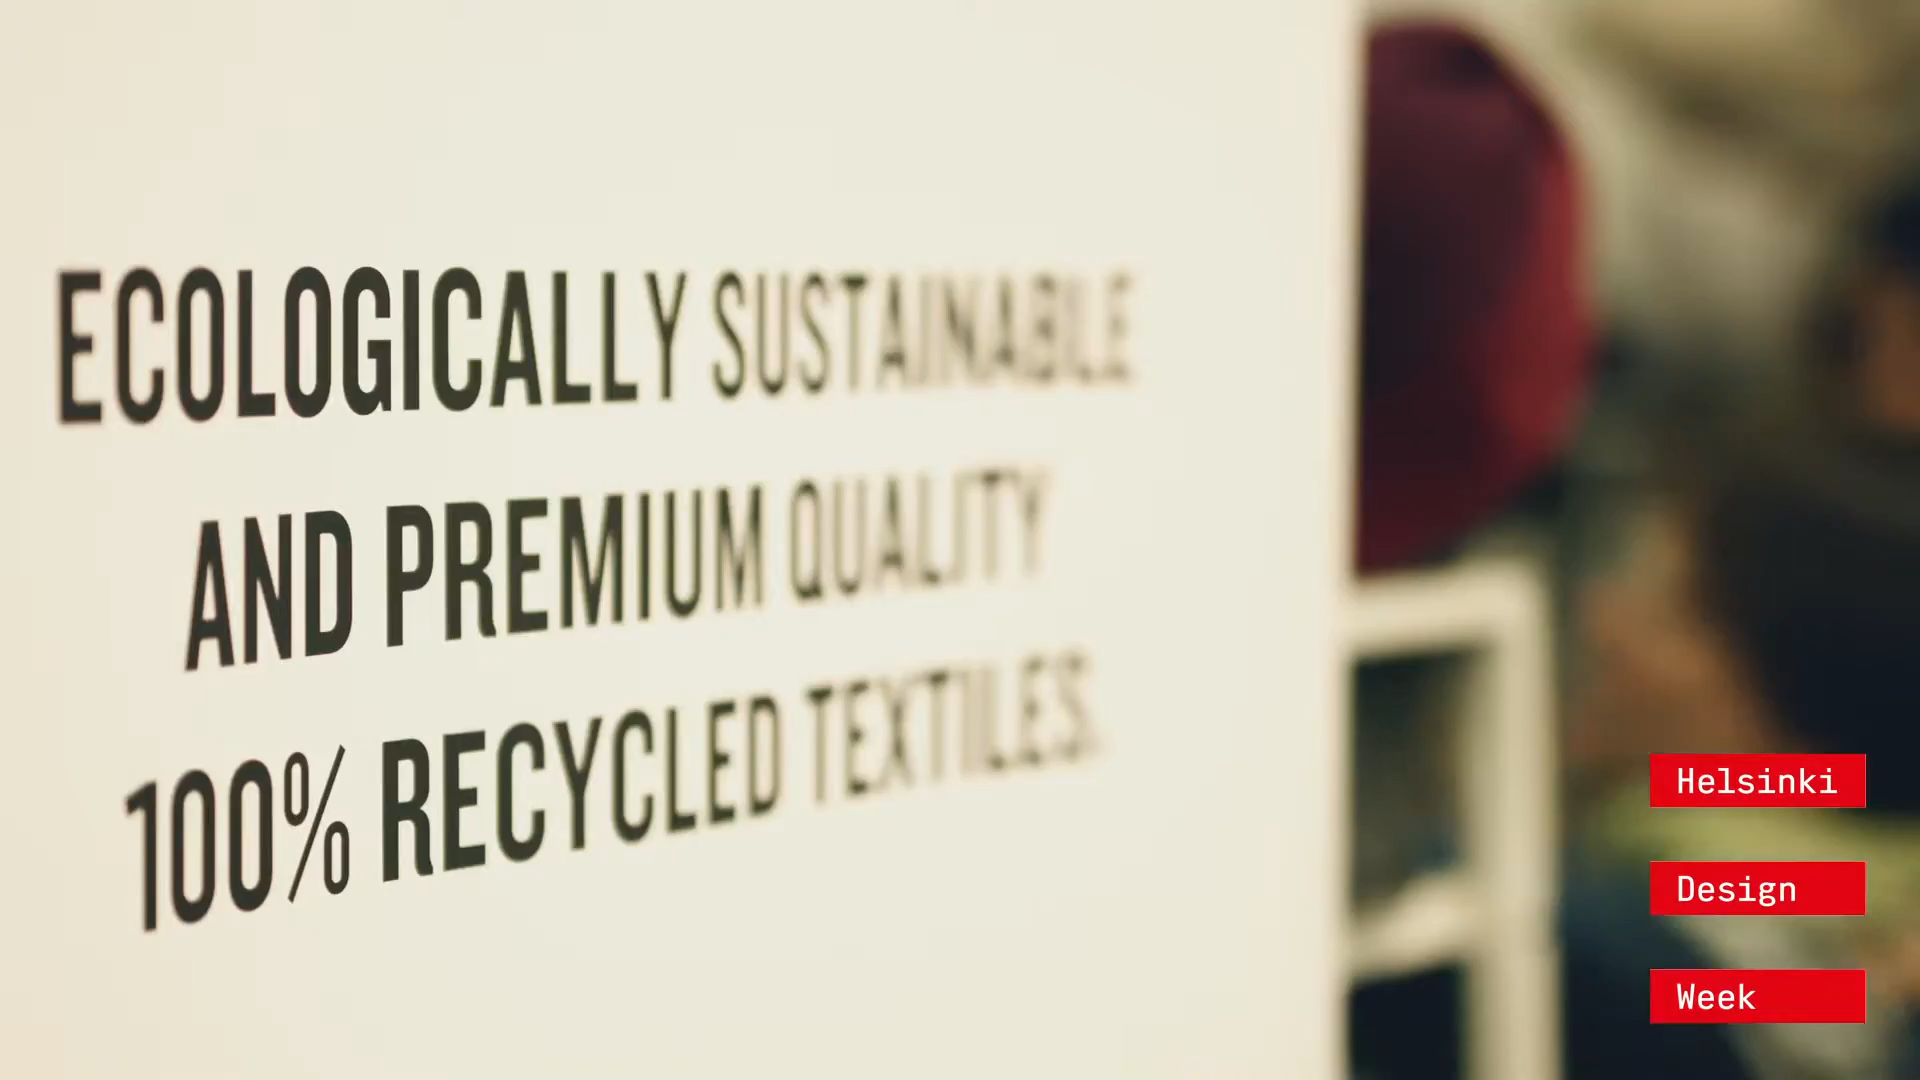 ECOLOGICALLY SUSTAINABLE
AND PREMIUM QUALITY
100% RECYCLED TEXTILES.
Helsinki
Design
Week